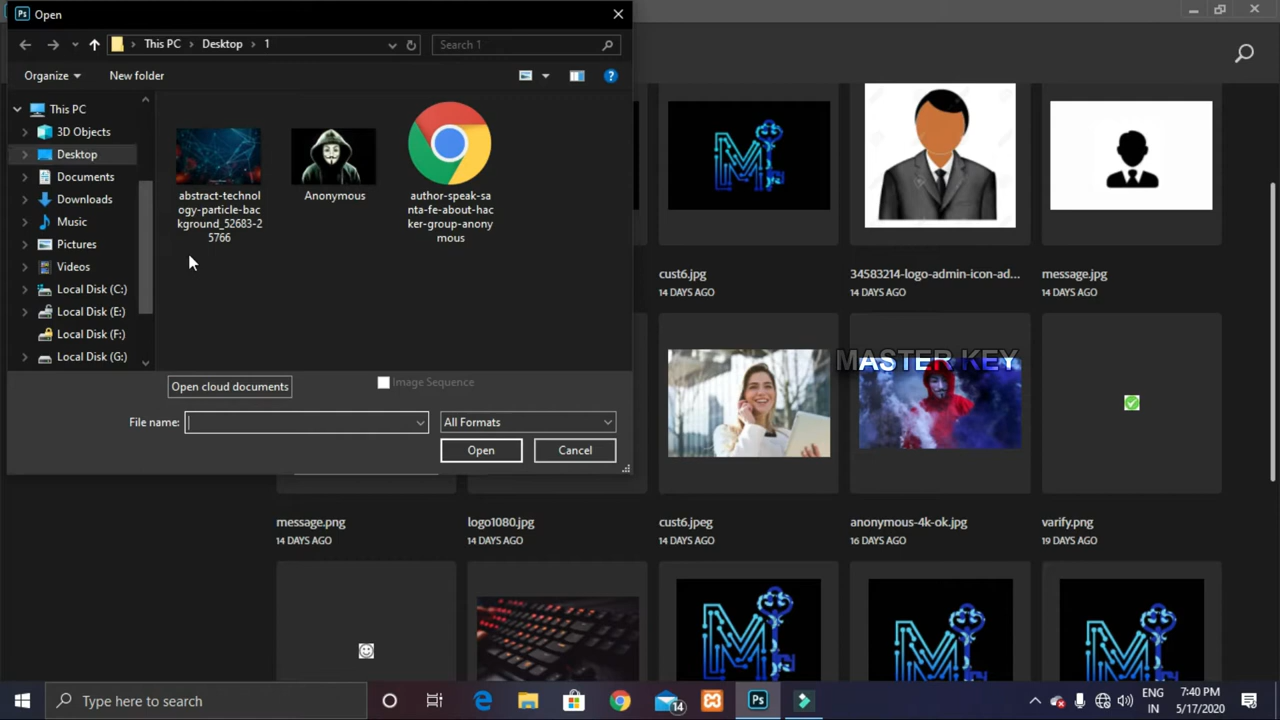 Ps Open
This PC Desktop 1
Search 1
Organize
New folder
This PC
3D Objects
Desktop
Documents
Downloads
Music
Pictures
Videos
Local Disk (C:)
Local Disk (E:)
Local Disk (F:)
Local Disk (G:)
abstract-technol
ogy-particle-bac
kground_52683-2
5766
Anonymous
author-speak-sa
nta-fe-about-hac
ker-group-anony
mous
Open cloud documents
Image Sequence
File name:
All Formats
Open
Cancel
cust6.jpg
14 DAYS AGO
34583214-logo-admin-icon-ad...
14 DAYS AGO
message.jpg
14 DAYS AGO
MASTER KEY
message.png
14 DAYS AGO
logo1080.jpg
14 DAYS AGO
cust6.jpeg
14 DAYS AGO
anonymous-4k-ok.jpg
16 DAYS AGO
varify.png
19 DAYS AGO
Type here to search
14
Ps
ENG
IN
7:40 PM
5/17/2020